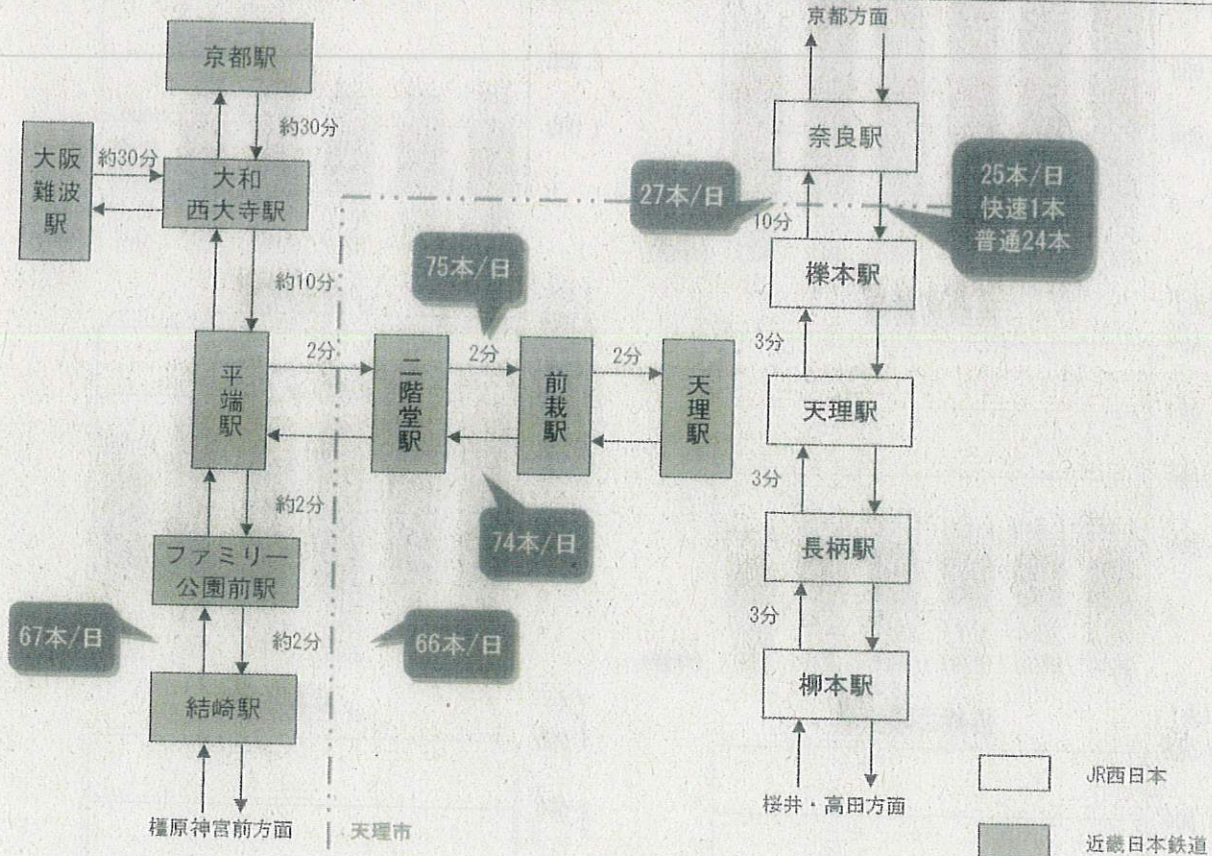 京都方面
京都駅
奈良駅
約30分
大阪
難波
駅
約30分
大和
西大寺駅
27本/日
25本/日
快速1本
普通24本
10分
櫟本駅
75本/日
約10分
3分
平端駅
2分
二階堂駅
2分
前栽駅
2分
天理駅
天理駅
3分
約2分
74本/日
長柄駅
ファミリー
公園前駅
3分
67本/日
約2分
66本/日
柳本駅
結崎駅
JR西日本
桜井・高田方面
橿原神宮前方面
天理市
近畿日本鉄道